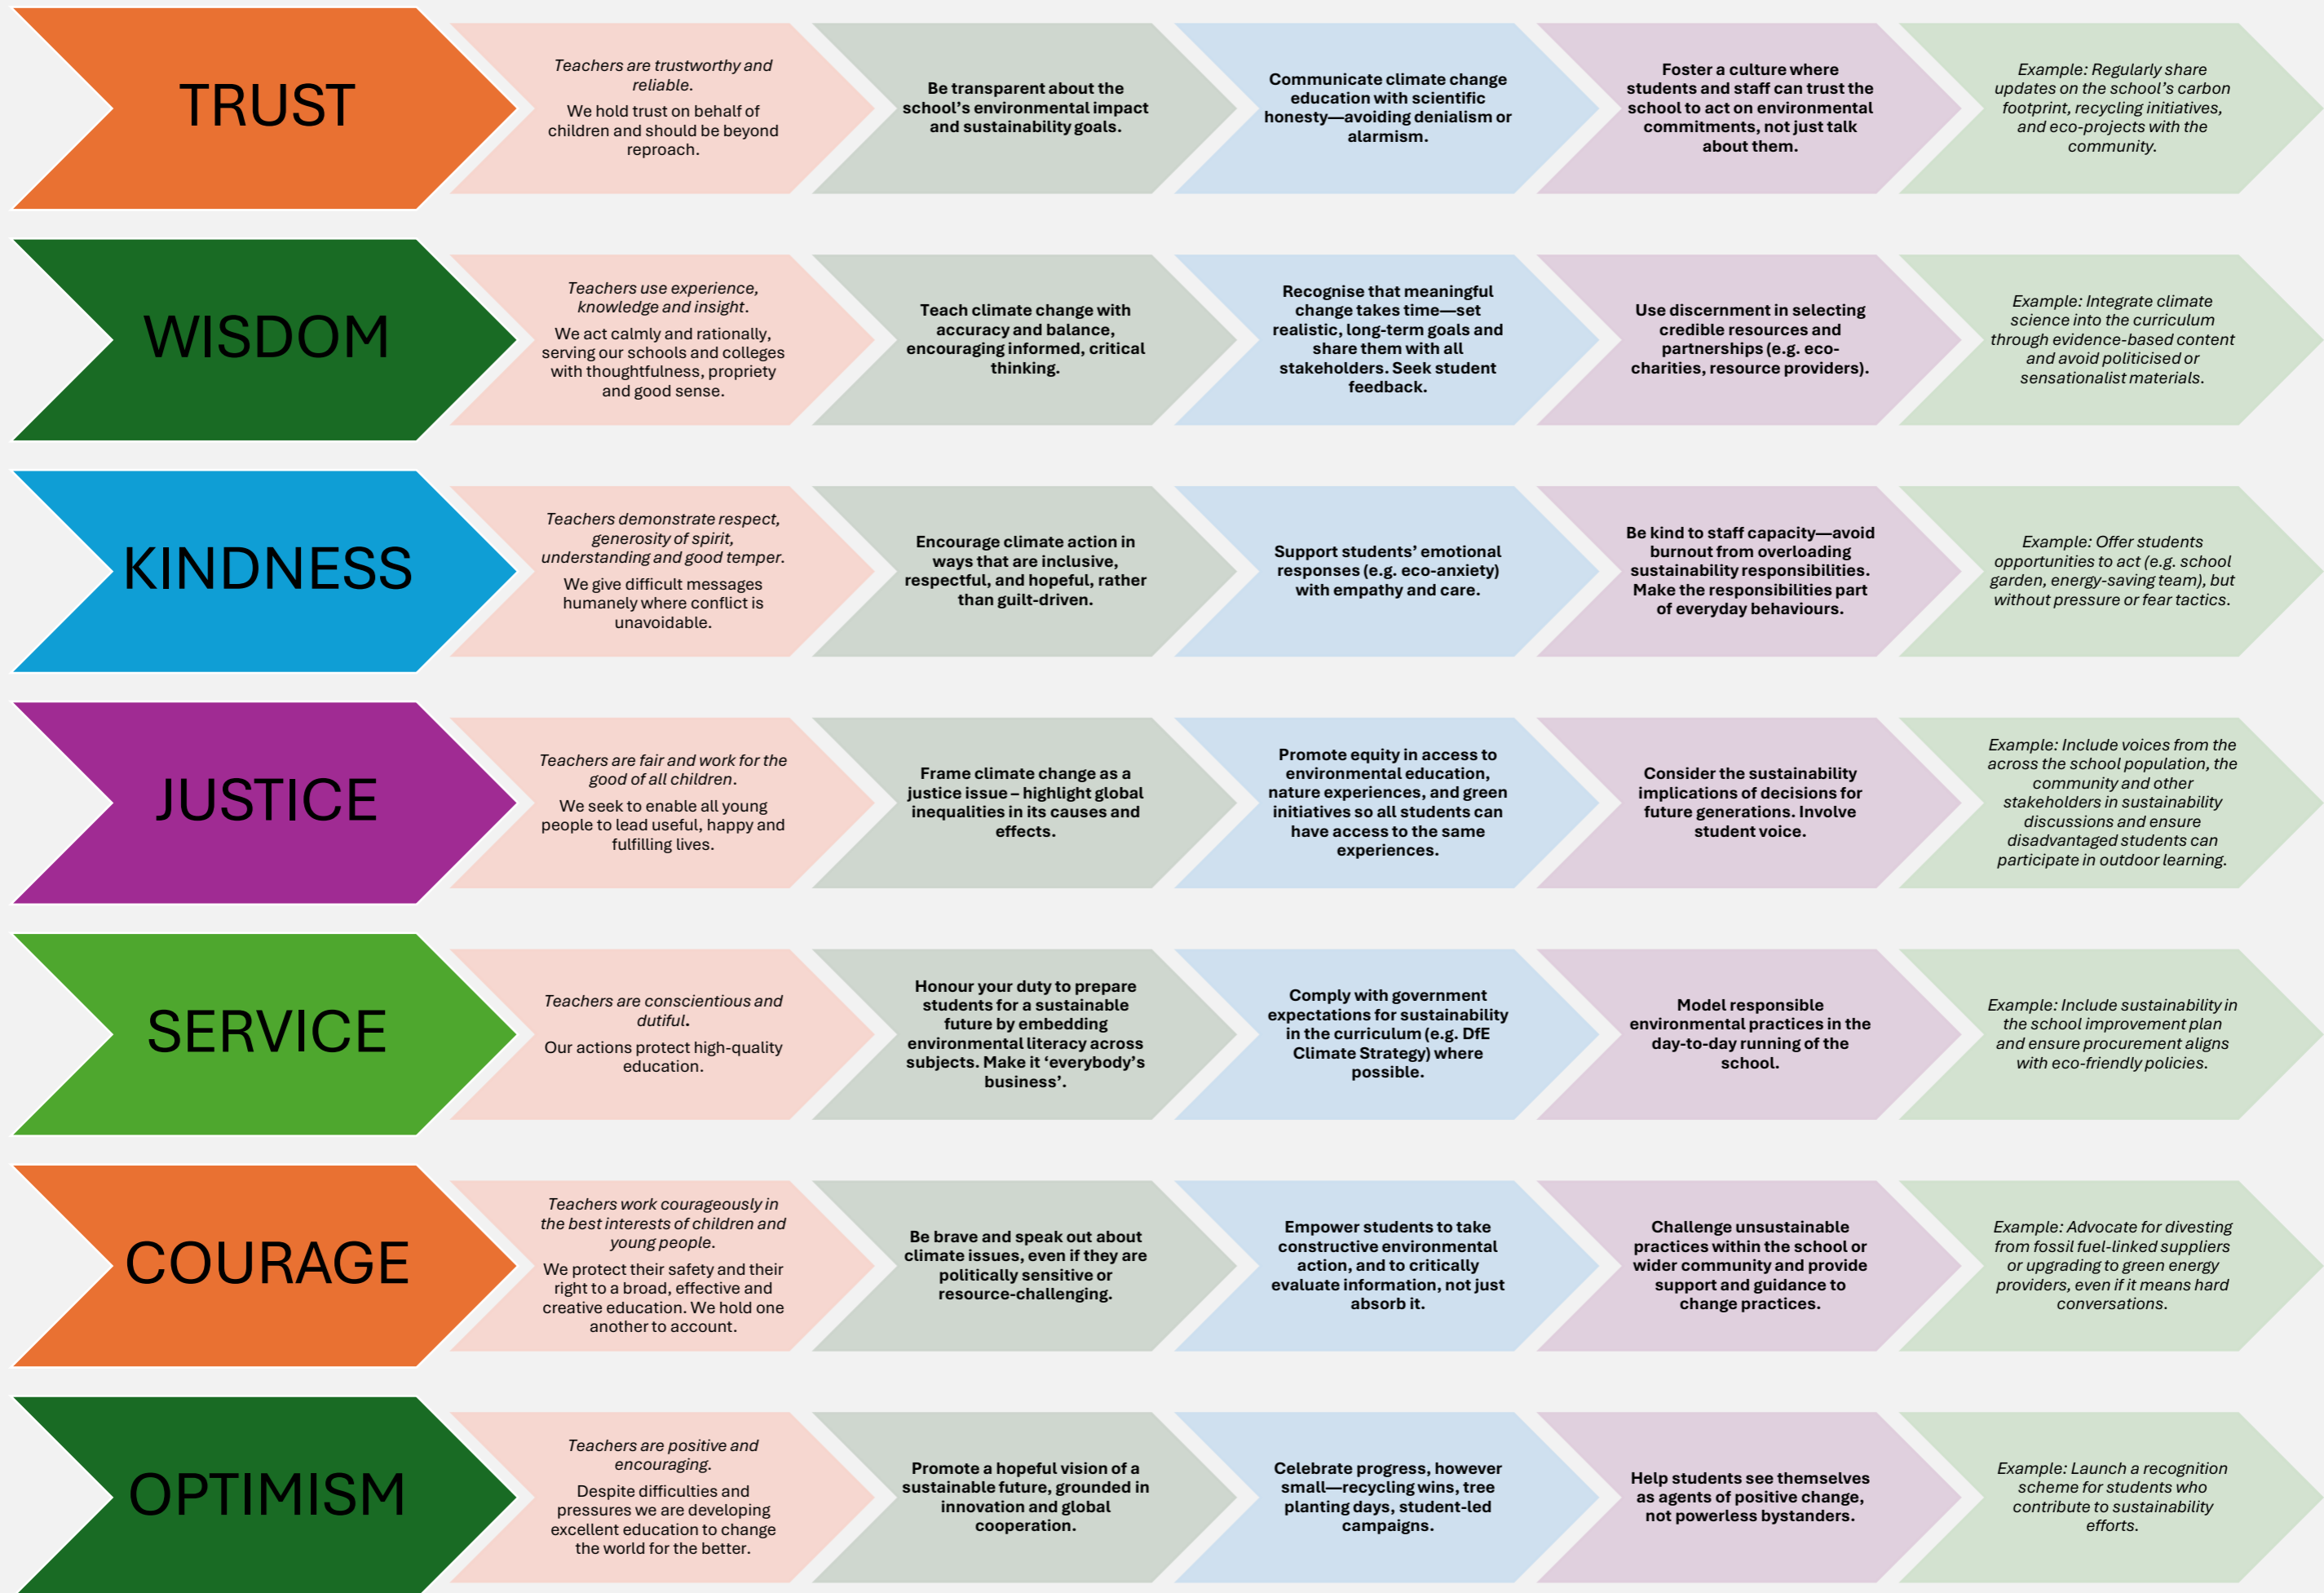 TRUST
Teachers are trustworthy and
reliable.
We hold trust on behalf of
children and should be beyond
reproach.
Be transparent about the
school's environmental impact
and sustainability goals.
Communicate climate change
education with scientific
honesty—avoiding denialism or
alarmism.
Foster a culture where
students and staff can trust the
school to act on environmental
commitments, not just talk
about them.
Example: Regularly share
updates on the school's carbon
footprint, recycling initiatives,
and eco-projects with the
community.
WISDOM
Teachers use experience,
knowledge and insight.
We act calmly and rationally,
serving our schools and colleges
with thoughtfulness, propriety
and good sense.
Teach climate change with
accuracy and balance,
encouraging informed, critical
thinking.
Recognise that meaningful
change takes time—set
realistic, long-term goals and
share them with all
stakeholders. Seek student
feedback.
Use discernment in selecting
credible resources and
partnerships (e.g. eco-
charities, resource providers).
Example: Integrate climate
science into the curriculum
through evidence-based content
and avoid politicised or
sensationalist materials.
KINDNESS
Teachers demonstrate respect,
generosity of spirit,
understanding and good temper.
We give difficult messages
humanely where conflict is
unavoidable.
Encourage climate action in
ways that are inclusive,
respectful, and hopeful, rather
than guilt-driven.
Support students' emotional
responses (e.g. eco-anxiety)
with empathy and care.
Be kind to staff capacity—avoid
burnout from overloading
sustainability responsibilities.
Make the responsibilities part
of everyday behaviours.
Example: Offer students
opportunities to act (e.g. school
garden, energy-saving team), but
without pressure or fear tactics.
JUSTICE
Teachers are fair and work for the
good of all children.
We seek to enable all young
people to lead useful, happy and
fulfilling lives.
Frame climate change as a
justice issue – highlight global
inequalities in its causes and
effects.
Promote equity in access to
environmental education,
nature experiences, and green
initiatives so all students can
have access to the same
experiences.
Consider the sustainability
implications of decisions for
future generations. Involve
student voice.
Example: Include voices from the
across the school population, the
community and other
stakeholders in sustainability
discussions and ensure
disadvantaged students can
participate in outdoor learning.
SERVICE
Teachers are conscientious and
dutiful.
Our actions protect high-quality
education.
Honour your duty to prepare
students for a sustainable
future by embedding
environmental literacy across
subjects. Make it 'everybody's
business'.
Comply with government
expectations for sustainability
in the curriculum (e.g. DfE
Climate Strategy) where
possible.
Model responsible
environmental practices in the
day-to-day running of the
school.
Example: Include sustainability in
the school improvement plan
and ensure procurement aligns
with eco-friendly policies.
COURAGE
Teachers work courageously in
the best interests of children and
young people.
We protect their safety and their
right to a broad, effective and
creative education. We hold one
another to account.
Be brave and speak out about
climate issues, even if they are
politically sensitive or
resource-challenging.
Empower students to take
constructive environmental
action, and to critically
evaluate information, not just
absorb it.
Challenge unsustainable
practices within the school or
wider community and provide
support and guidance to
change practices.
Example: Advocate for divesting
from fossil fuel-linked suppliers
or upgrading to green energy
providers, even if it means hard
conversations.
OPTIMISM
Teachers are positive and
encouraging.
Despite difficulties and
pressures we are developing
excellent education to change
the world for the better.
Promote a hopeful vision of a
sustainable future, grounded in
innovation and global
cooperation.
Celebrate progress, however
small—recycling wins, tree
planting days, student-led
campaigns.
Help students see themselves
as agents of positive change,
not powerless bystanders.
Example: Launch a recognition
scheme for students who
contribute to sustainability
efforts.